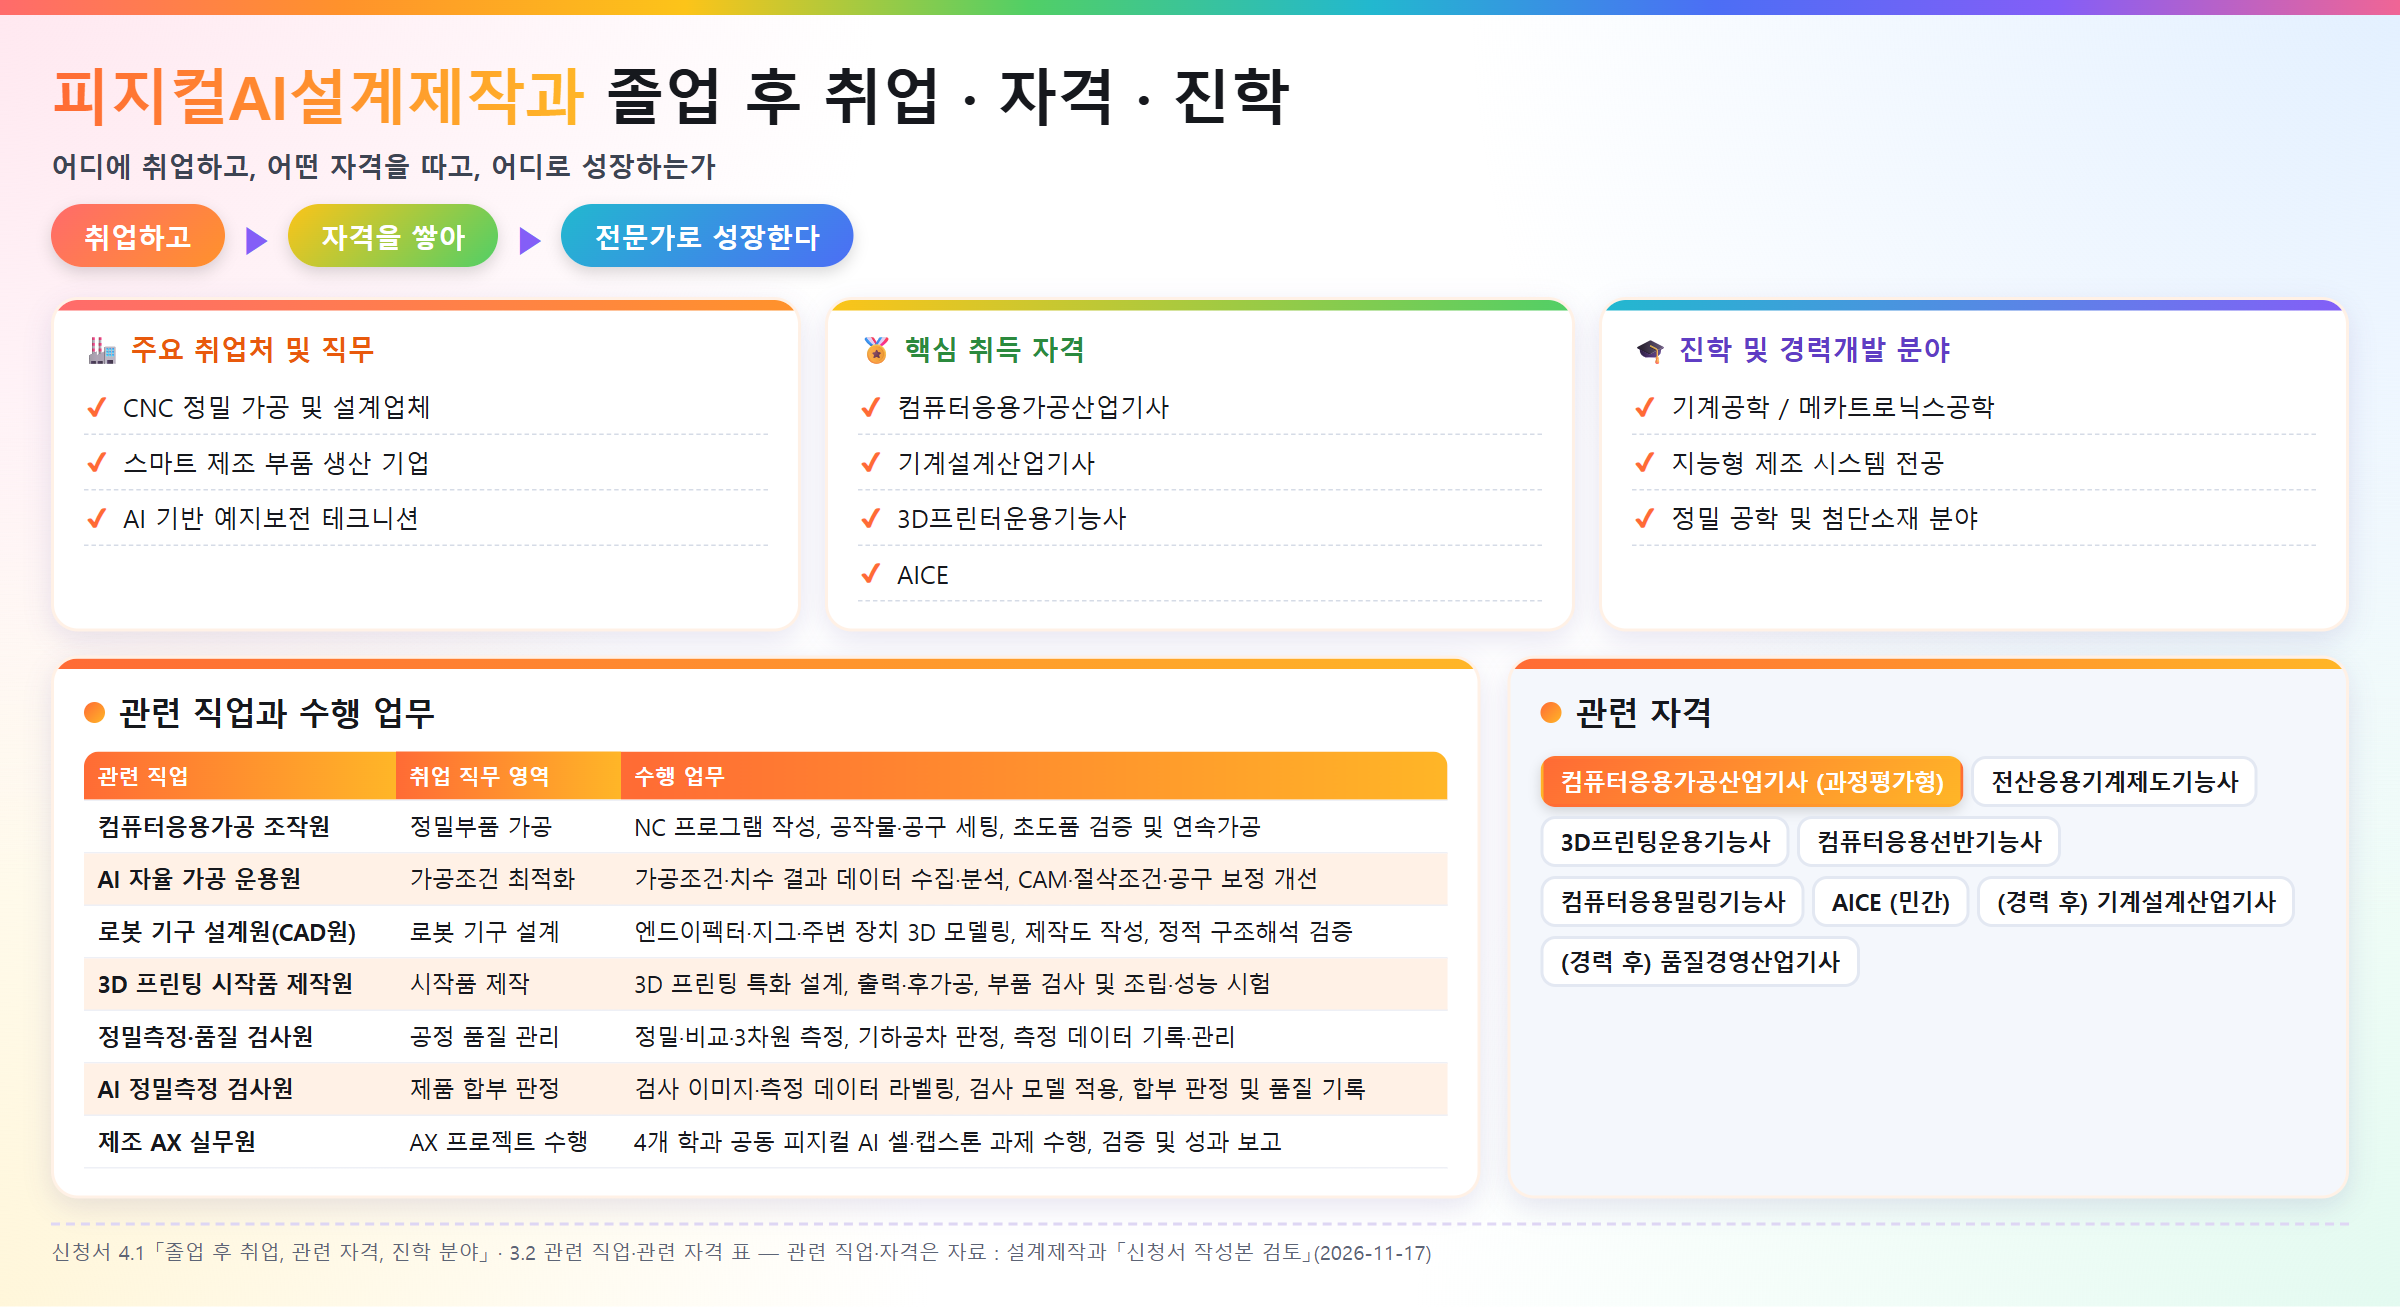 피지컬AI설계제작과 졸업 후 취업 · 자격 · 진학
어디에 취업하고, 어떤 자격을 따고, 어디로 성장하는가
취업하고 ▶ 자격을 쌓아 ▶ 전문가로 성장한다
주요 취업처 및 직무
✓ CNC 정밀 가공 및 설계업체
✓ 스마트 제조 부품 생산 기업
✓ AI 기반 예지보전 테크니션
핵심 취득 자격
✓ 컴퓨터응용가공산업기사
✓ 기계설계산업기사
✓ 3D프린터운용기능사
✓ AICE
진학 및 경력개발 분야
✓ 기계공학 / 메카트로닉스공학
✓ 지능형 제조 시스템 전공
✓ 정밀 공학 및 첨단소재 분야
관련 직업과 수행 업무
관련 직업 취업 직무 영역 수행 업무
컴퓨터응용가공 조작원 정밀부품 가공 NC 프로그램 작성, 공작물·공구 세팅, 초도품 검증 및 연속가공
AI 자율 가공 운용원 가공조건 최적화 가공조건·치수 결과 데이터 수집·분석, CAM·절삭조건·공구 보정 개선
로봇 기구 설계원(CAD원) 로봇 기구 설계 엔드이펙터·지그·주변 장치 3D 모델링, 제작도 작성, 정적 구조해석 검증
3D 프린팅 시작품 제작원 시작품 제작 3D 프린팅 특화 설계, 출력·후가공, 부품 검사 및 조립·성능 시험
정밀측정·품질 검사원 공정 품질 관리 정밀·비교·3차원 측정, 기하공차 판정, 측정 데이터 기록·관리
AI 정밀측정 검사원 제품 합부 판정 검사 이미지·측정 데이터 라벨링, 검사 모델 적용, 합부 판정 및 품질 기록
제조 AX 실무원 AX 프로젝트 수행 4개 학과 공동 피지컬 AI 셀·캡스톤 과제 수행, 검증 및 성과 보고
관련 자격
컴퓨터응용가공산업기사 (과정평가형) 전산응용기계제도기능사
3D프린팅운용기능사 컴퓨터응용선반기능사
컴퓨터응용밀링기능사 AICE (민간) (경력 후) 기계설계산업기사
(경력 후) 품질경영산업기사
신청서 4.1「졸업 후 취업, 관련 자격, 진학 분야」· 3.2 관련 직업·관련 자격 표 — 관련 직업·자격은 자료 : 설계제작과「신청서 작성본 검토」(2026-11-17)